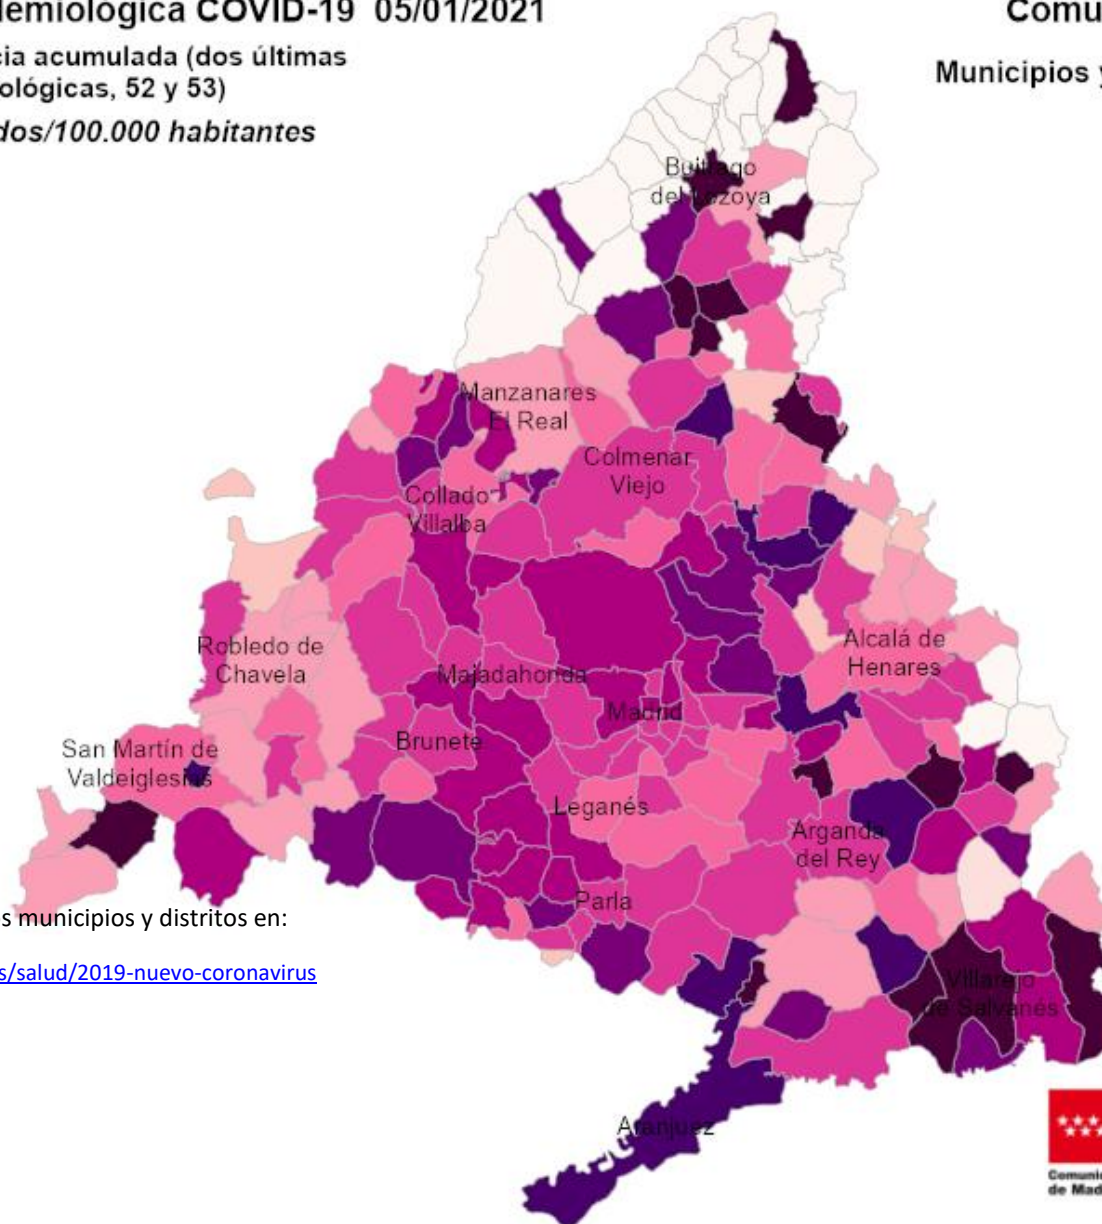 demiológica COVID-19 05/01/2021
Comu
cia acumulada (dos últimas
ológicas, 52 y 53)
Municipios y
dos/100.000 habitantes
Buitrago
del Lozoya
Manzanares
El Real
Colmenar
Viejo
Collado
Villalba
Robledo de
Chavela
Alcalá de
Henares
Majadahonda
Madrid
Brunete
San Martín de
Valdeiglesias
Leganés
Arganda
del Rey
Parla
s municipios y distritos en:
s/salud/2019-nuevo-coronavirus
Villarejo
de Salvanés
Aranjuez
Comunic
de Mad